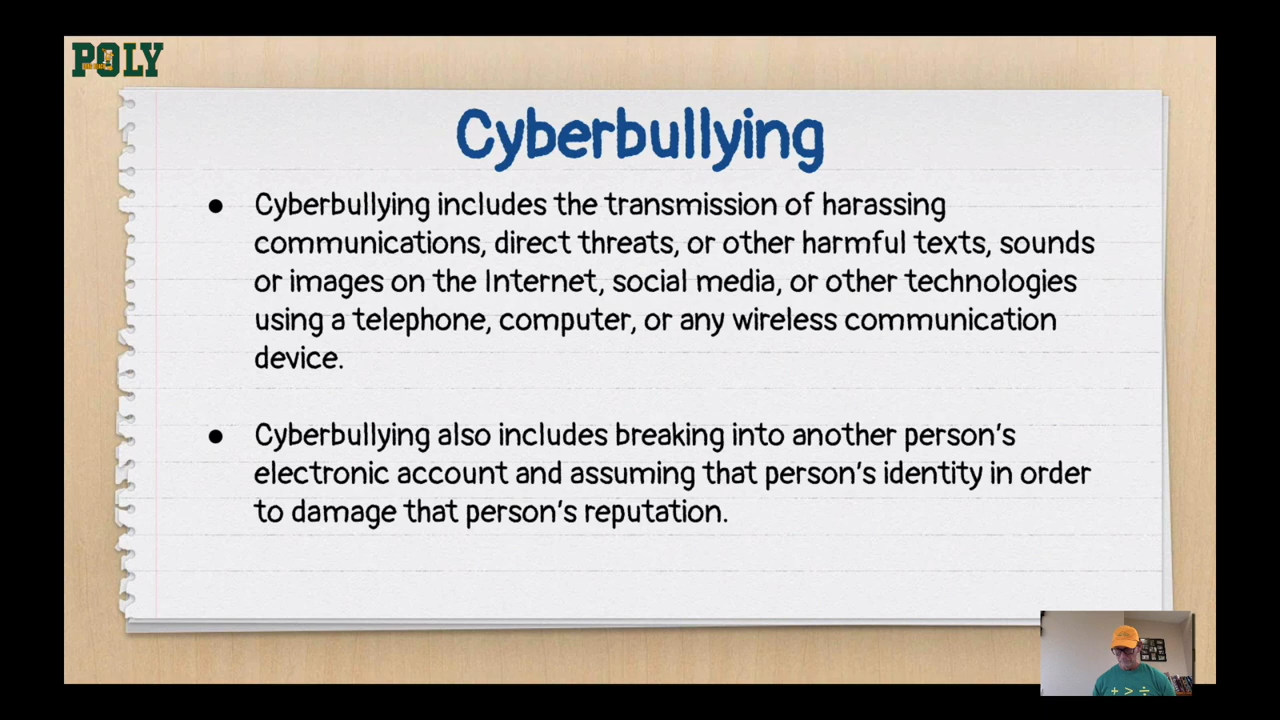 POLY
Cyberbullying
● Cyberbullying includes the transmission of harassing
communications, direct threats, or other harmful texts, sounds
or images on the Internet, social media, or other technologies
using a telephone, computer, or any wireless communication
device.
● Cyberbullying also includes breaking into another person's
electronic account and assuming that person's identity in order
to damage that person's reputation.
+ > ÷